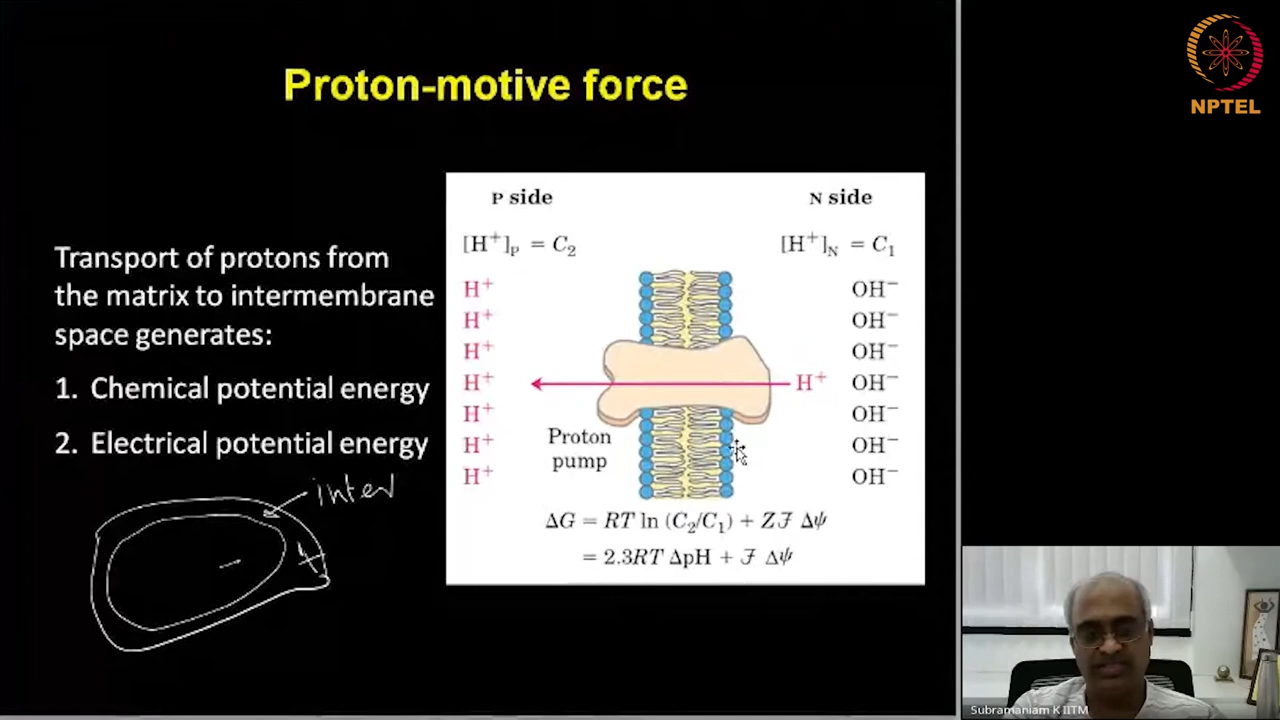 Proton-motive force
NPTEL
Transport of protons from
the matrix to intermembrane
space generates:
1. Chemical potential energy
2. Electrical potential energy
inter
+
−
P side
N side
[H⁺]ₚ = C₂
[H⁺]_N = C₁
H⁺ OH⁻
H⁺ OH⁻
H⁺ OH⁻
H⁺ H⁺ OH⁻
H⁺ OH⁻
H⁺ OH⁻
H⁺ OH⁻
Proton
pump
ΔG = RT ln (C₂/C₁) + Zℱ Δψ
= 2.3RT ΔpH + ℱ Δψ
Subramaniam K IITM